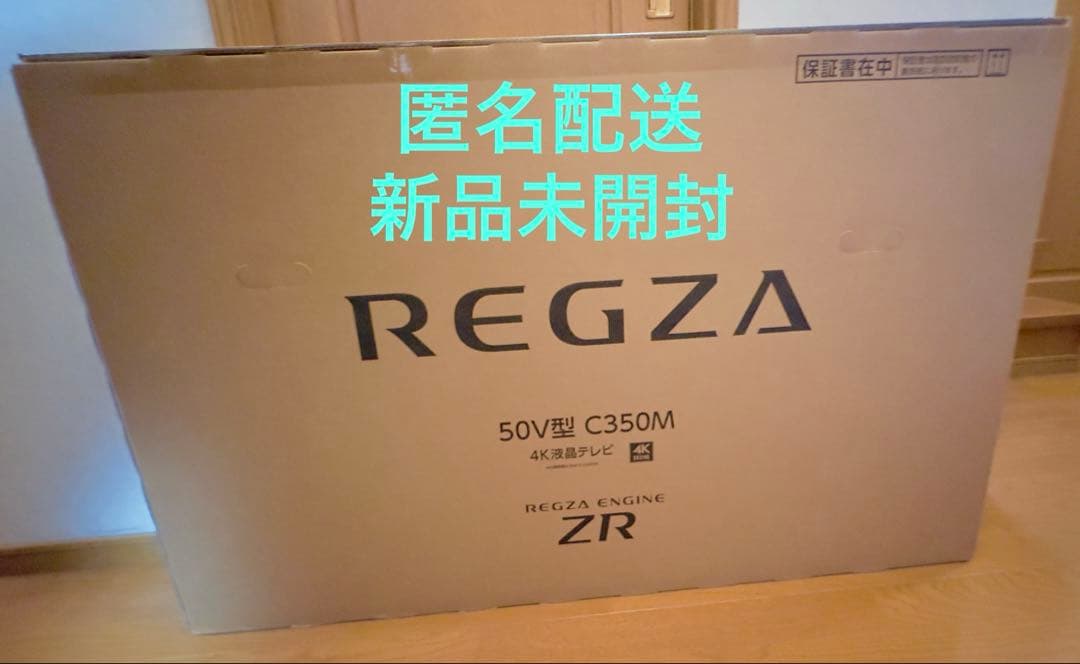 保証書在中
匿名配送
新品未開封
REGZA
50V型 C350M
4K液晶テレビ 4K
REGZA ENGINE
ZR